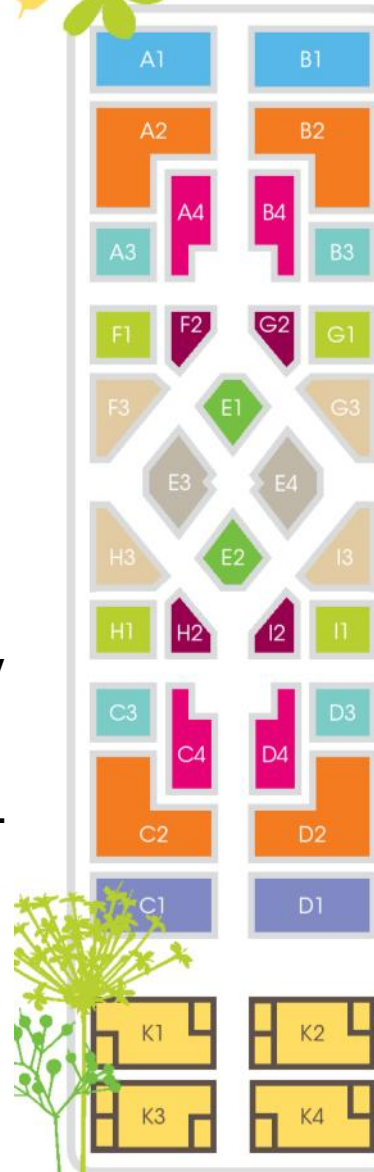 A1 B1
A2 B2
A4 B4
A3 B3
F1 F2 G2 G1
F3 E1 G3
E3 E4
H3 E2 I3
H1 H2 I2 I1
C3 D3
C4 D4
C2 D2
C1 D1
K1 K2
K3 K4